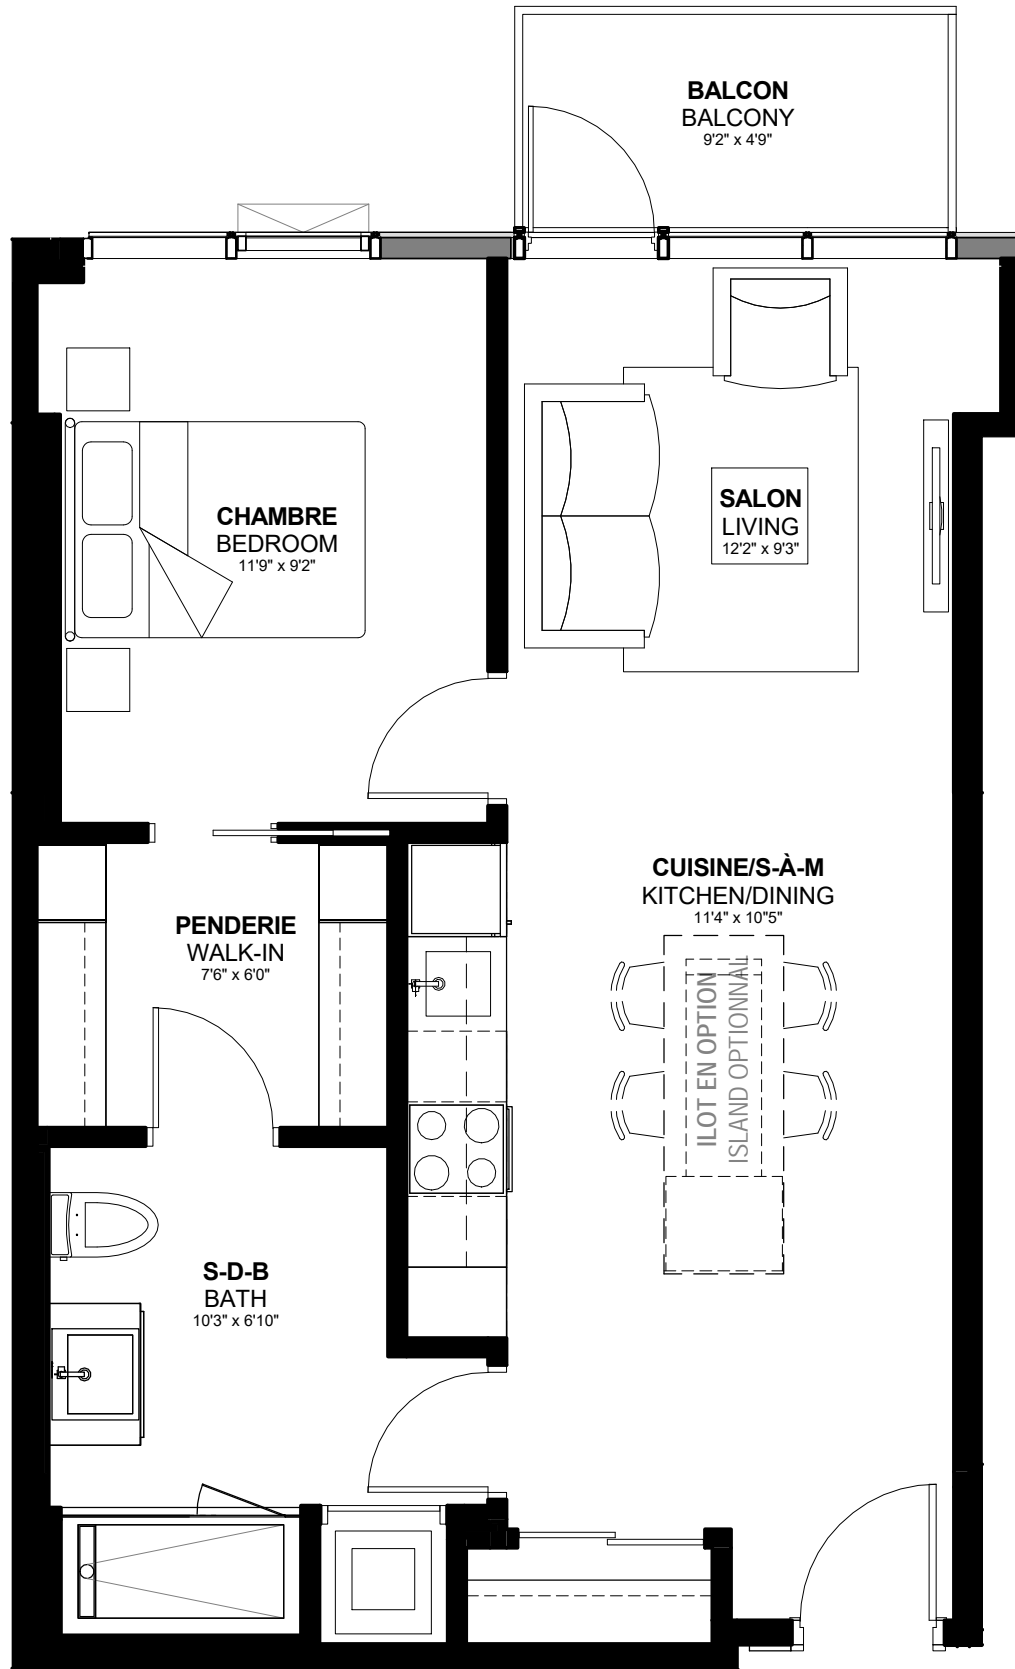 BALCON
BALCONY
9'2" x 4'9"
CHAMBRE
BEDROOM
11'9" x 9'2"
SALON
LIVING
12'2" x 9'3"
PENDERIE
WALK-IN
7'6" x 6'0"
CUISINE/S-À-M
KITCHEN/DINING
11'4" x 10"5"
ILOT EN OPTION
ISLAND OPTIONNAL
S-D-B
BATH
10'3" x 6'10"